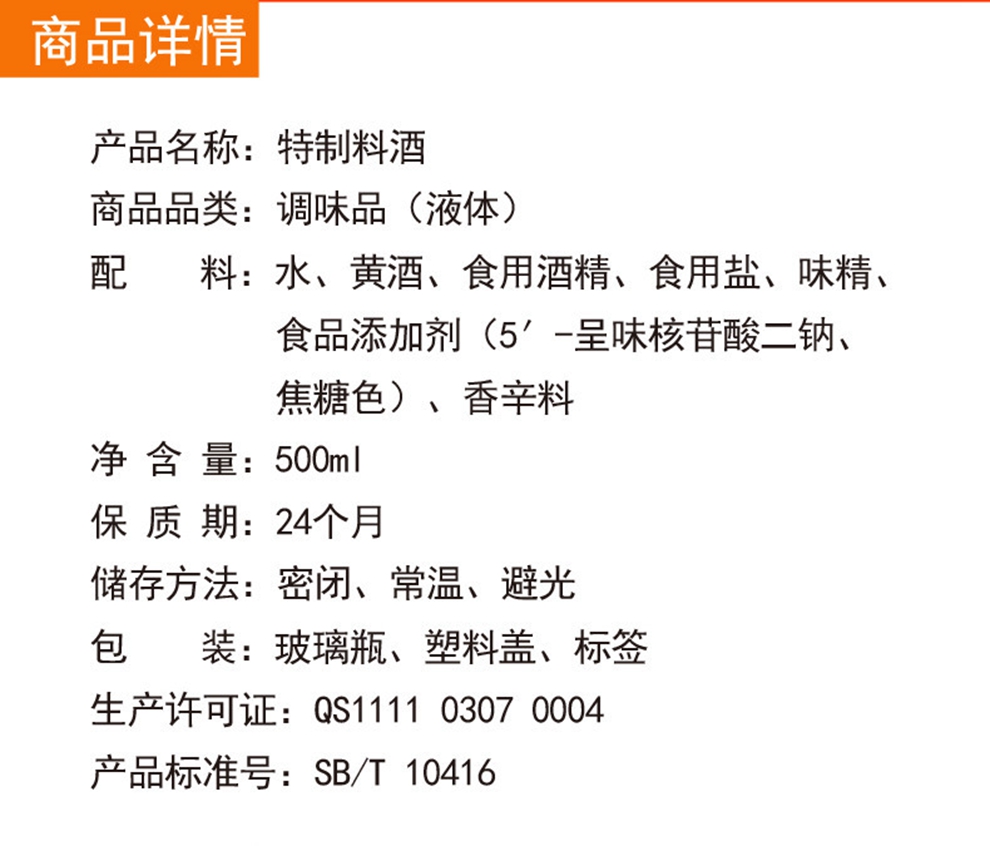 商品详情
产品名称：特制料酒
商品品类：调味品（液体）
配　　料：水、黄酒、食用酒精、食用盐、味精、
食品添加剂（5′-呈味核苷酸二钠、
焦糖色）、香辛料
净 含 量：500ml
保 质 期：24个月
储存方法：密闭、常温、避光
包　　装：玻璃瓶、塑料盖、标签
生产许可证：QS1111 0307 0004
产品标准号：SB/T 10416